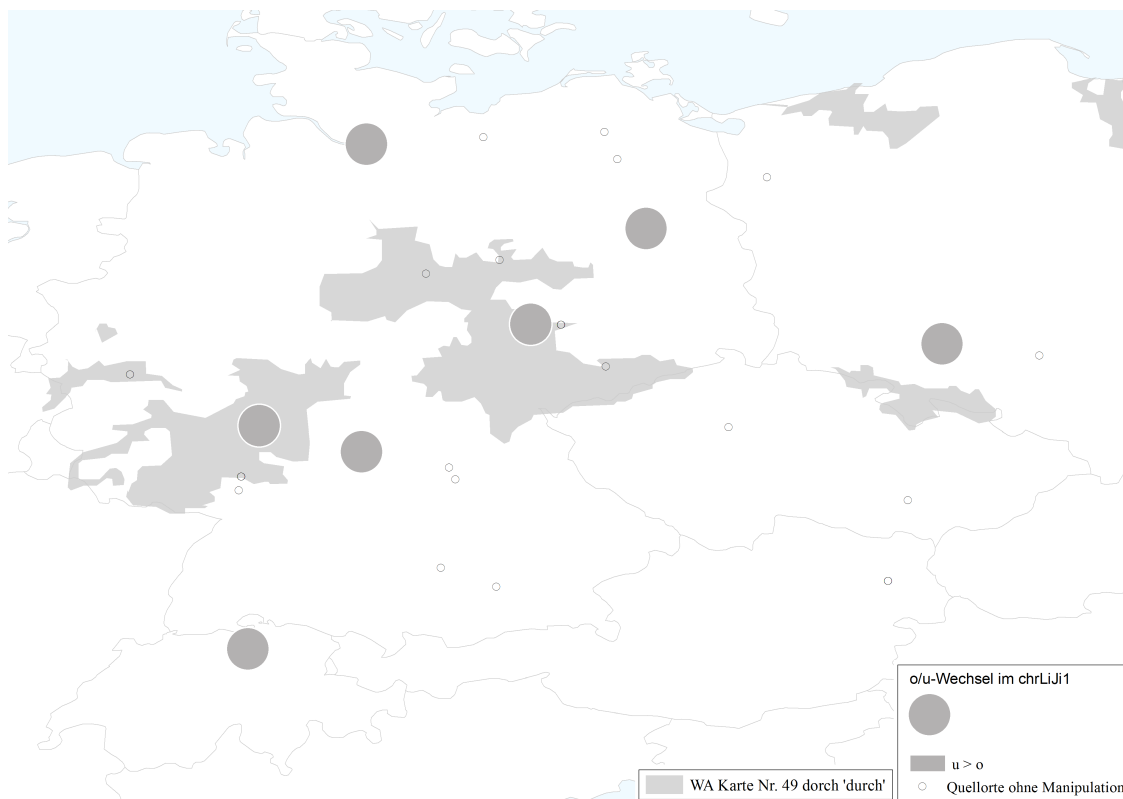 o/u-Wechsel im chrLiJi1
u > o
WA Karte Nr. 49 dorch 'durch'
Quellorte ohne Manipulation